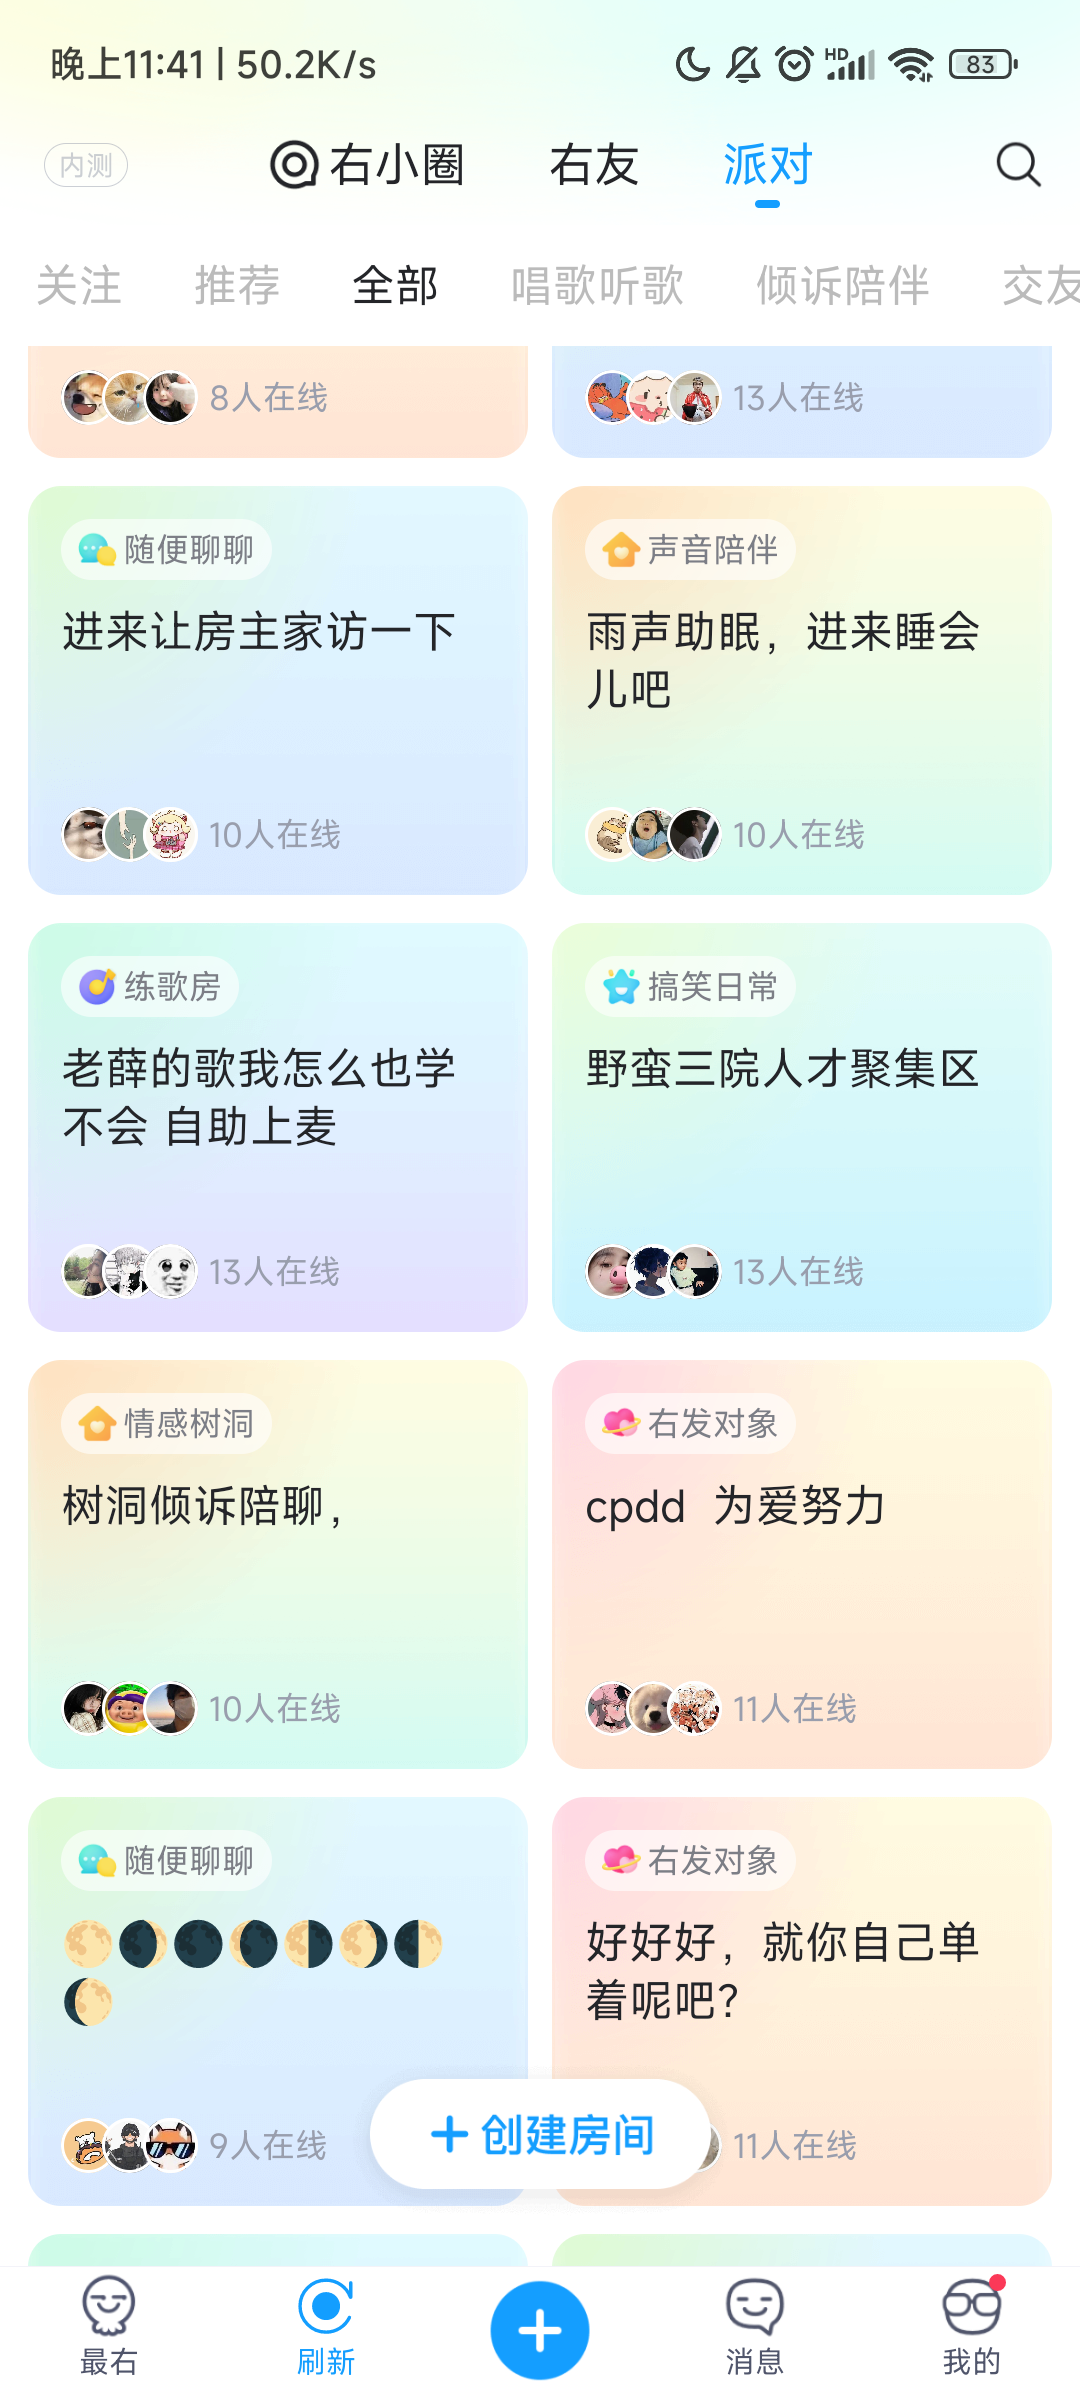 晚上11:41 | 50.2K/s
HD
83
内测
右小圈
右友
派对
关注
推荐
全部
唱歌听歌
倾诉陪伴
交友
8人在线
13人在线
随便聊聊
进来让房主家访一下
10人在线
声音陪伴
雨声助眠，进来睡会
儿吧
10人在线
练歌房
老薛的歌我怎么也学
不会 自助上麦
13人在线
搞笑日常
野蛮三院人才聚集区
13人在线
情感树洞
树洞倾诉陪聊，
10人在线
右发对象
cpdd 为爱努力
11人在线
随便聊聊
🌕🌒🌑🌘🌗🌖🌓
🌔
9人在线
右发对象
好好好，就你自己单
着呢吧?
11人在线
创建房间
最右
刷新
消息
我的